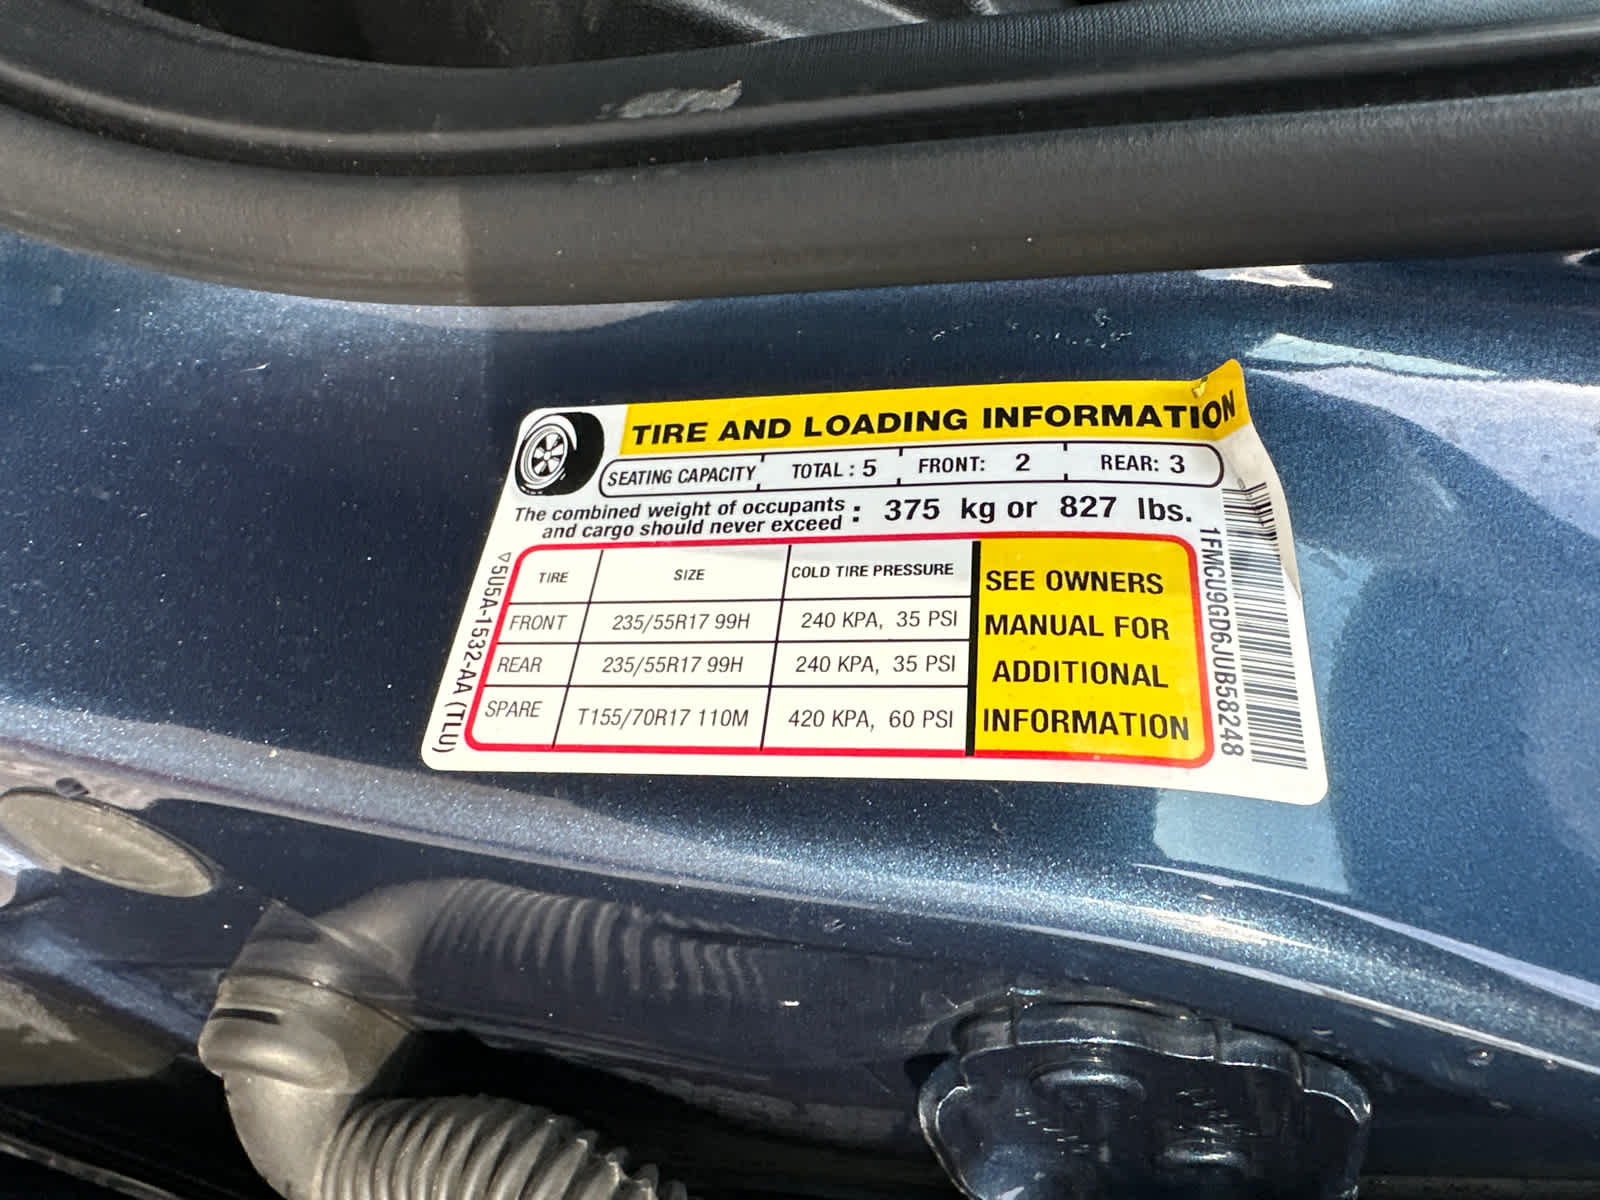 TIRE AND LOADING INFORMATION
SEATING CAPACITY TOTAL : 5 FRONT: 2 REAR: 3
The combined weight of occupants
and cargo should never exceed : 375 kg or 827 lbs.
TIRE SIZE COLD TIRE PRESSURE
FRONT 235/55R17 99H 240 KPA, 35 PSI
REAR 235/55R17 99H 240 KPA, 35 PSI
SPARE T155/70R17 110M 420 KPA, 60 PSI
SEE OWNERS
MANUAL FOR
ADDITIONAL
INFORMATION
▽5U5A-1532-AA (TLU)
1FMCU9GD6JUB58248